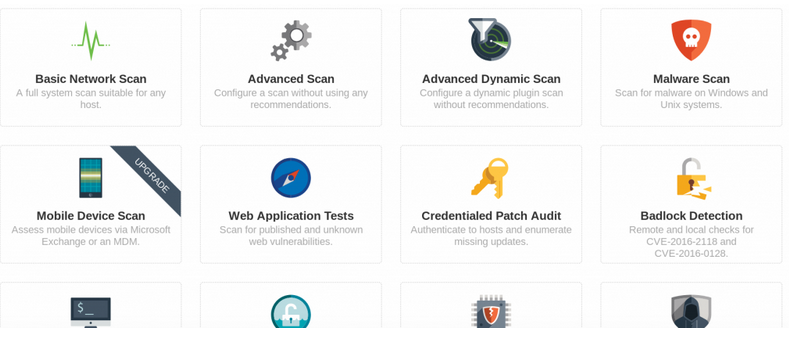 Basic Network Scan
A full system scan suitable for any
host.
Advanced Scan
Configure a scan without using any
recommendations.
Advanced Dynamic Scan
Configure a dynamic plugin scan
without recommendations.
Malware Scan
Scan for malware on Windows and
Unix systems.
UPGRADE
Mobile Device Scan
Assess mobile devices via Microsoft
Exchange or an MDM.
Web Application Tests
Scan for published and unknown
web vulnerabilities.
Credentialed Patch Audit
Authenticate to hosts and enumerate
missing updates.
Badlock Detection
Remote and local checks for
CVE-2016-2118 and
CVE-2016-0128.
$_